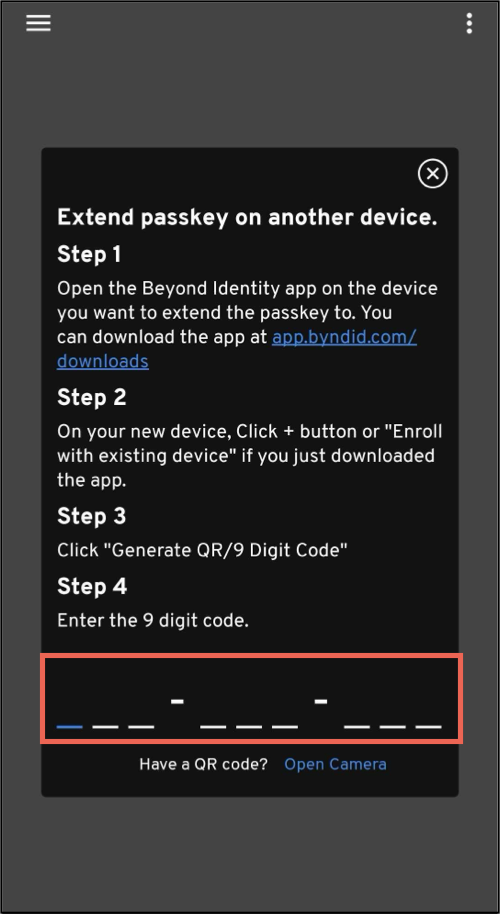 Extend passkey on another device.
Step 1
Open the Beyond Identity app on the device
you want to extend the passkey to. You
can download the app at app.byndid.com/
downloads
Step 2
On your new device, Click + button or "Enroll
with existing device" if you just downloaded
the app.
Step 3
Click "Generate QR/9 Digit Code"
Step 4
Enter the 9 digit code.
_ _ _ - _ _ _ - _ _ _
Have a QR code? Open Camera